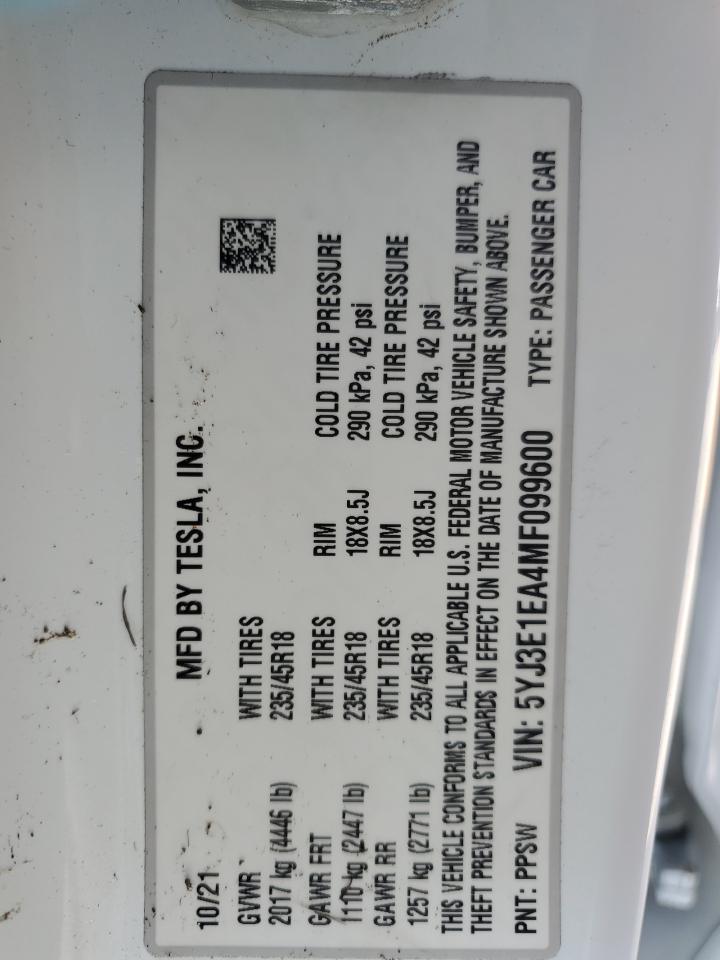 10/21 MFD BY TESLA, INC.
GVWR WITH TIRES
2017 kg (4446 lb) 235/45R18
GAWR FRT WITH TIRES RIM COLD TIRE PRESSURE
1110 kg (2447 lb) 235/45R18 18X8.5J 290 kPa, 42 psi
GAWR RR WITH TIRES RIM COLD TIRE PRESSURE
1257 kg (2771 lb) 235/45R18 18X8.5J 290 kPa, 42 psi
THIS VEHICLE CONFORMS TO ALL APPLICABLE U.S. FEDERAL MOTOR VEHICLE SAFETY, BUMPER, AND
THEFT PREVENTION STANDARDS IN EFFECT ON THE DATE OF MANUFACTURE SHOWN ABOVE.
PNT: PPSW VIN: 5YJ3E1EA4MF099600 TYPE: PASSENGER CAR